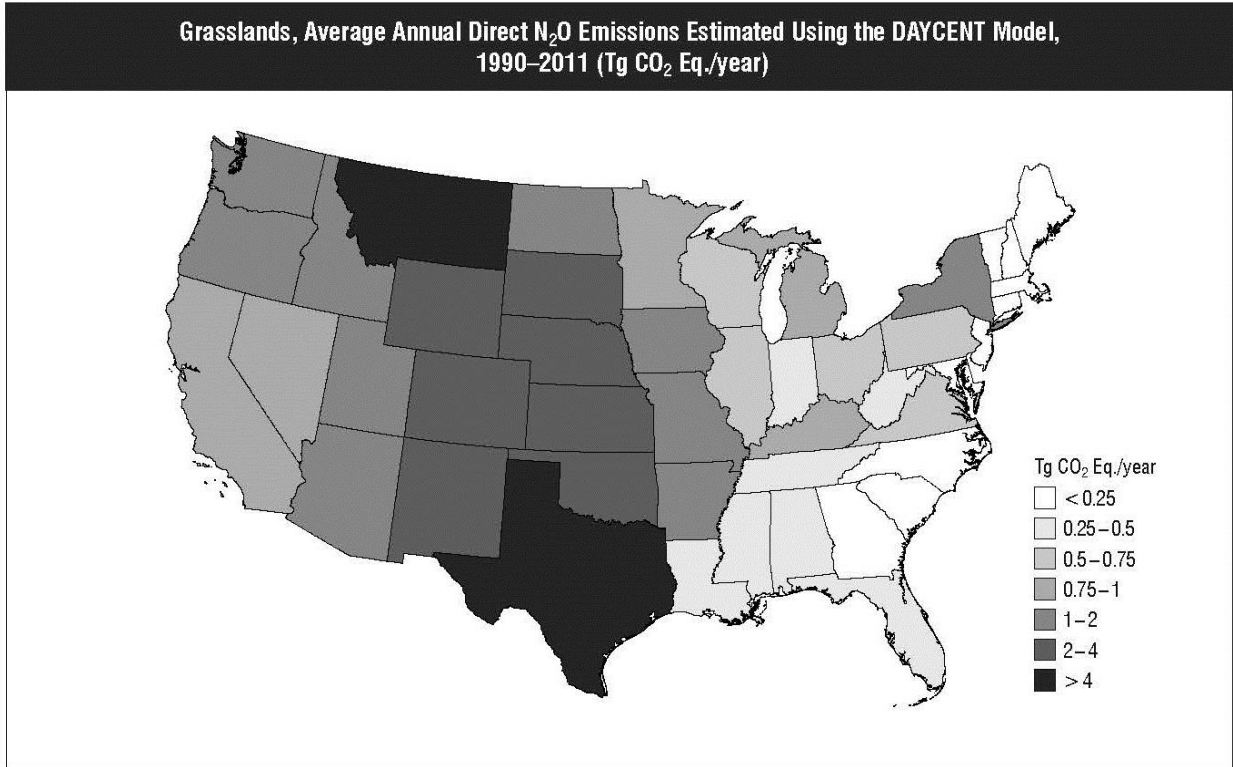 Grasslands, Average Annual Direct N₂O Emissions Estimated Using the DAYCENT Model,
1990–2011 (Tg CO₂ Eq./year)
Tg CO₂ Eq./year
< 0.25
0.25–0.5
0.5–0.75
0.75–1
1–2
2–4
> 4